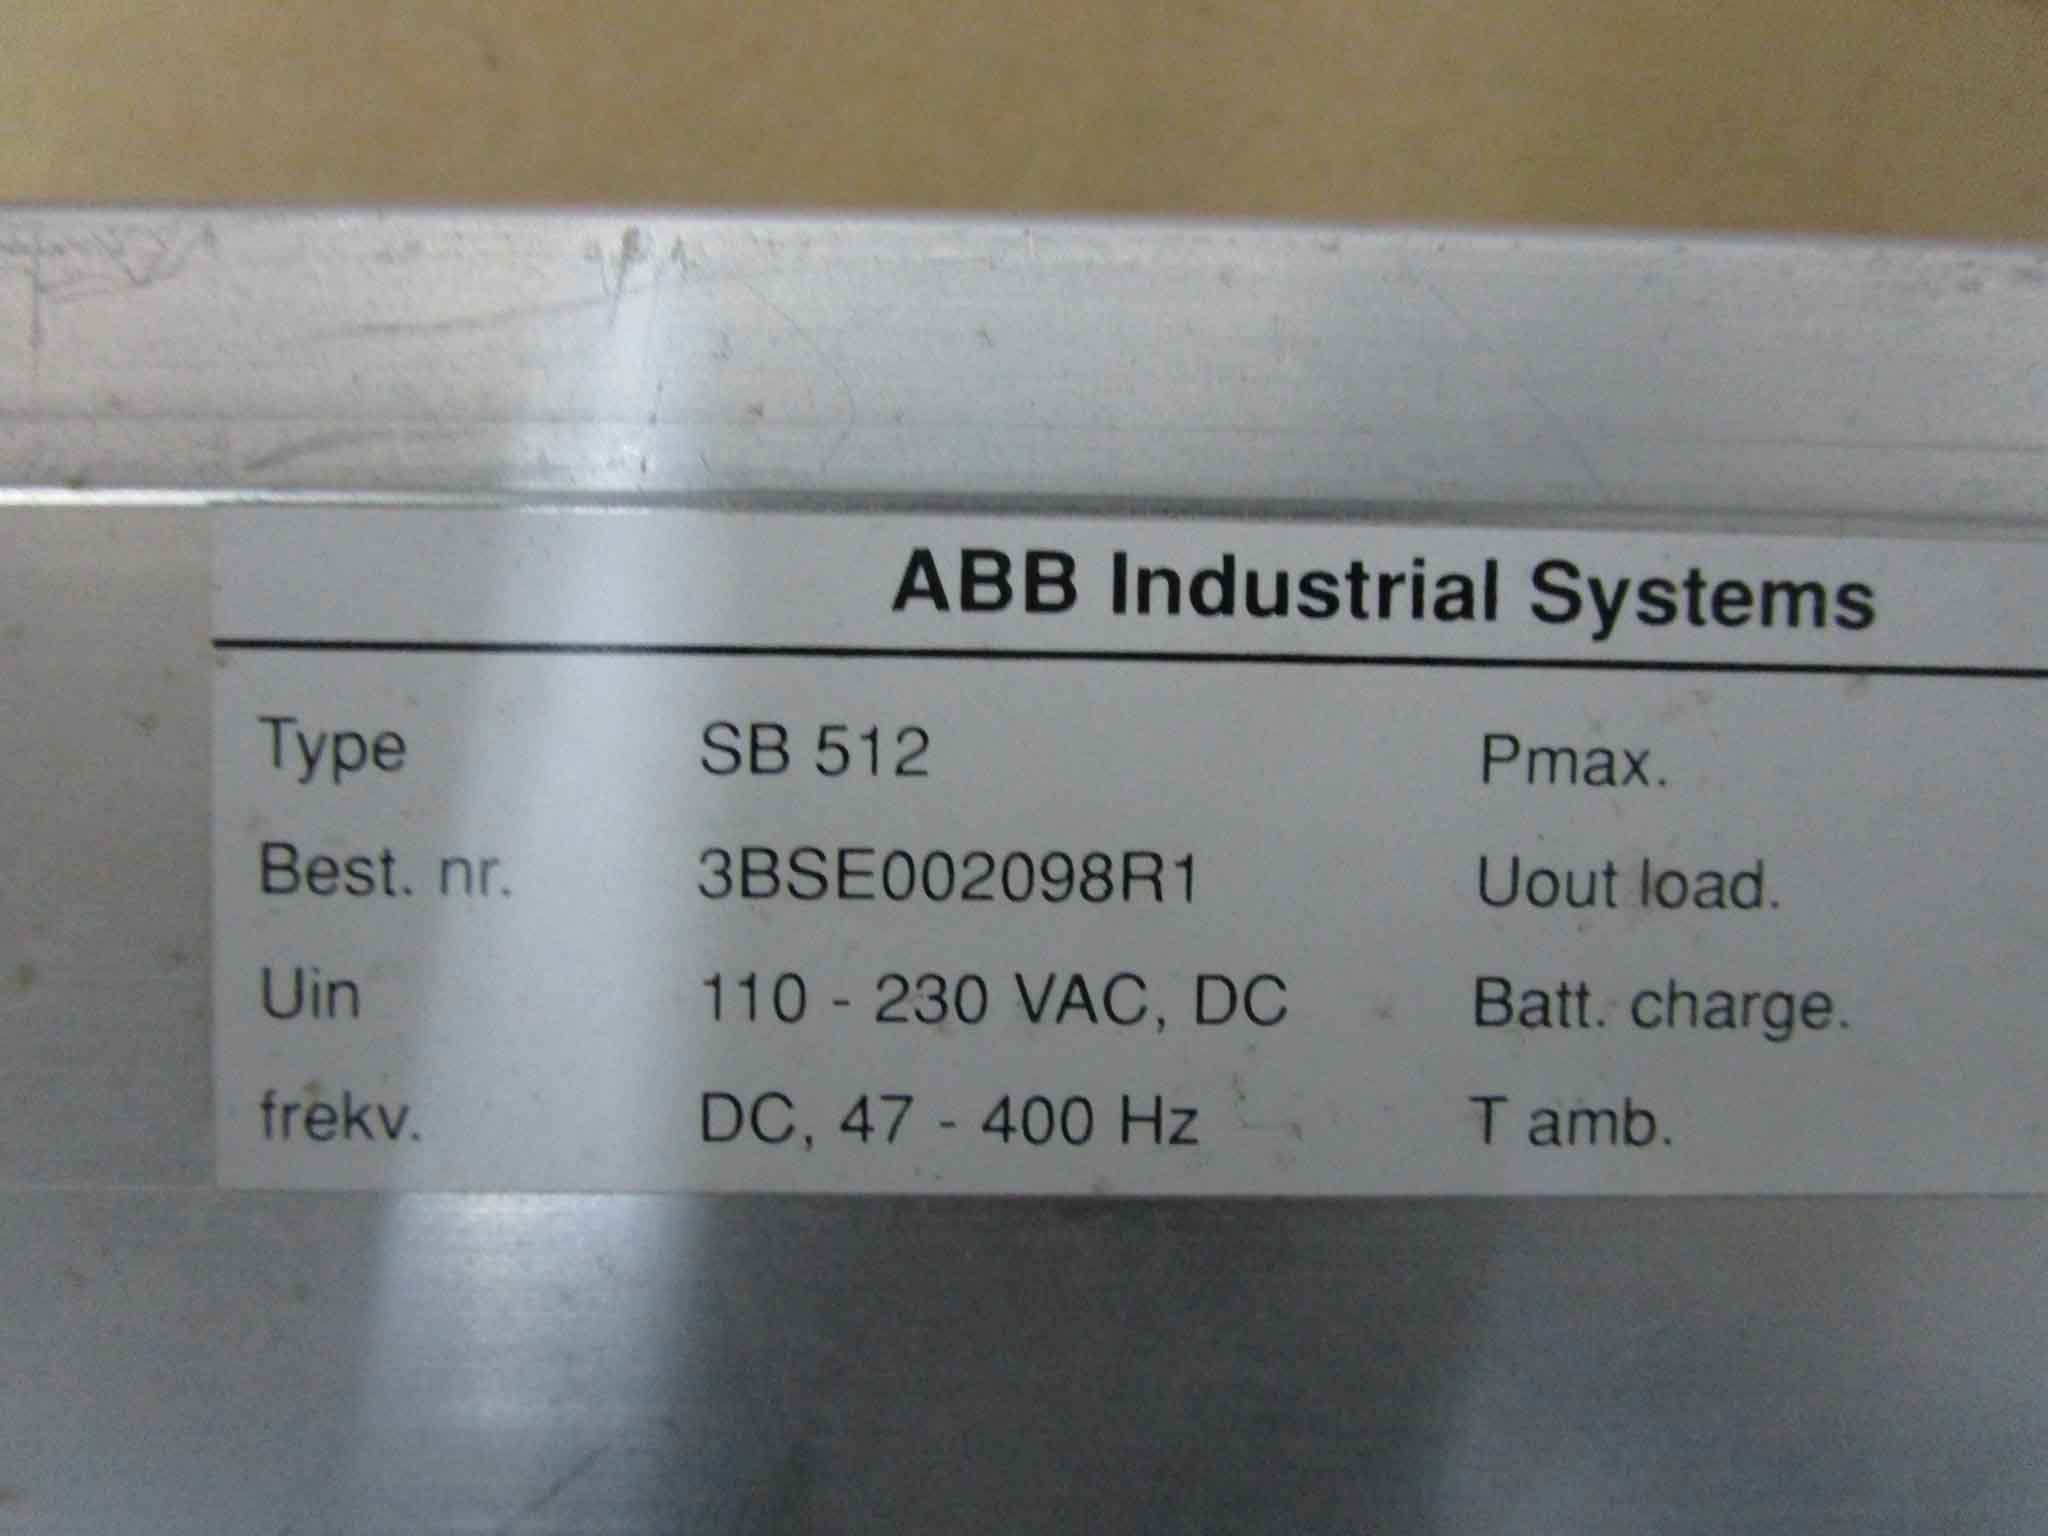 ABB Industrial Systems
Type SB 512 Pmax.
Best. nr. 3BSE002098R1 Uout load.
Uin 110 - 230 VAC, DC Batt. charge.
frekv. DC, 47 - 400 Hz T amb.